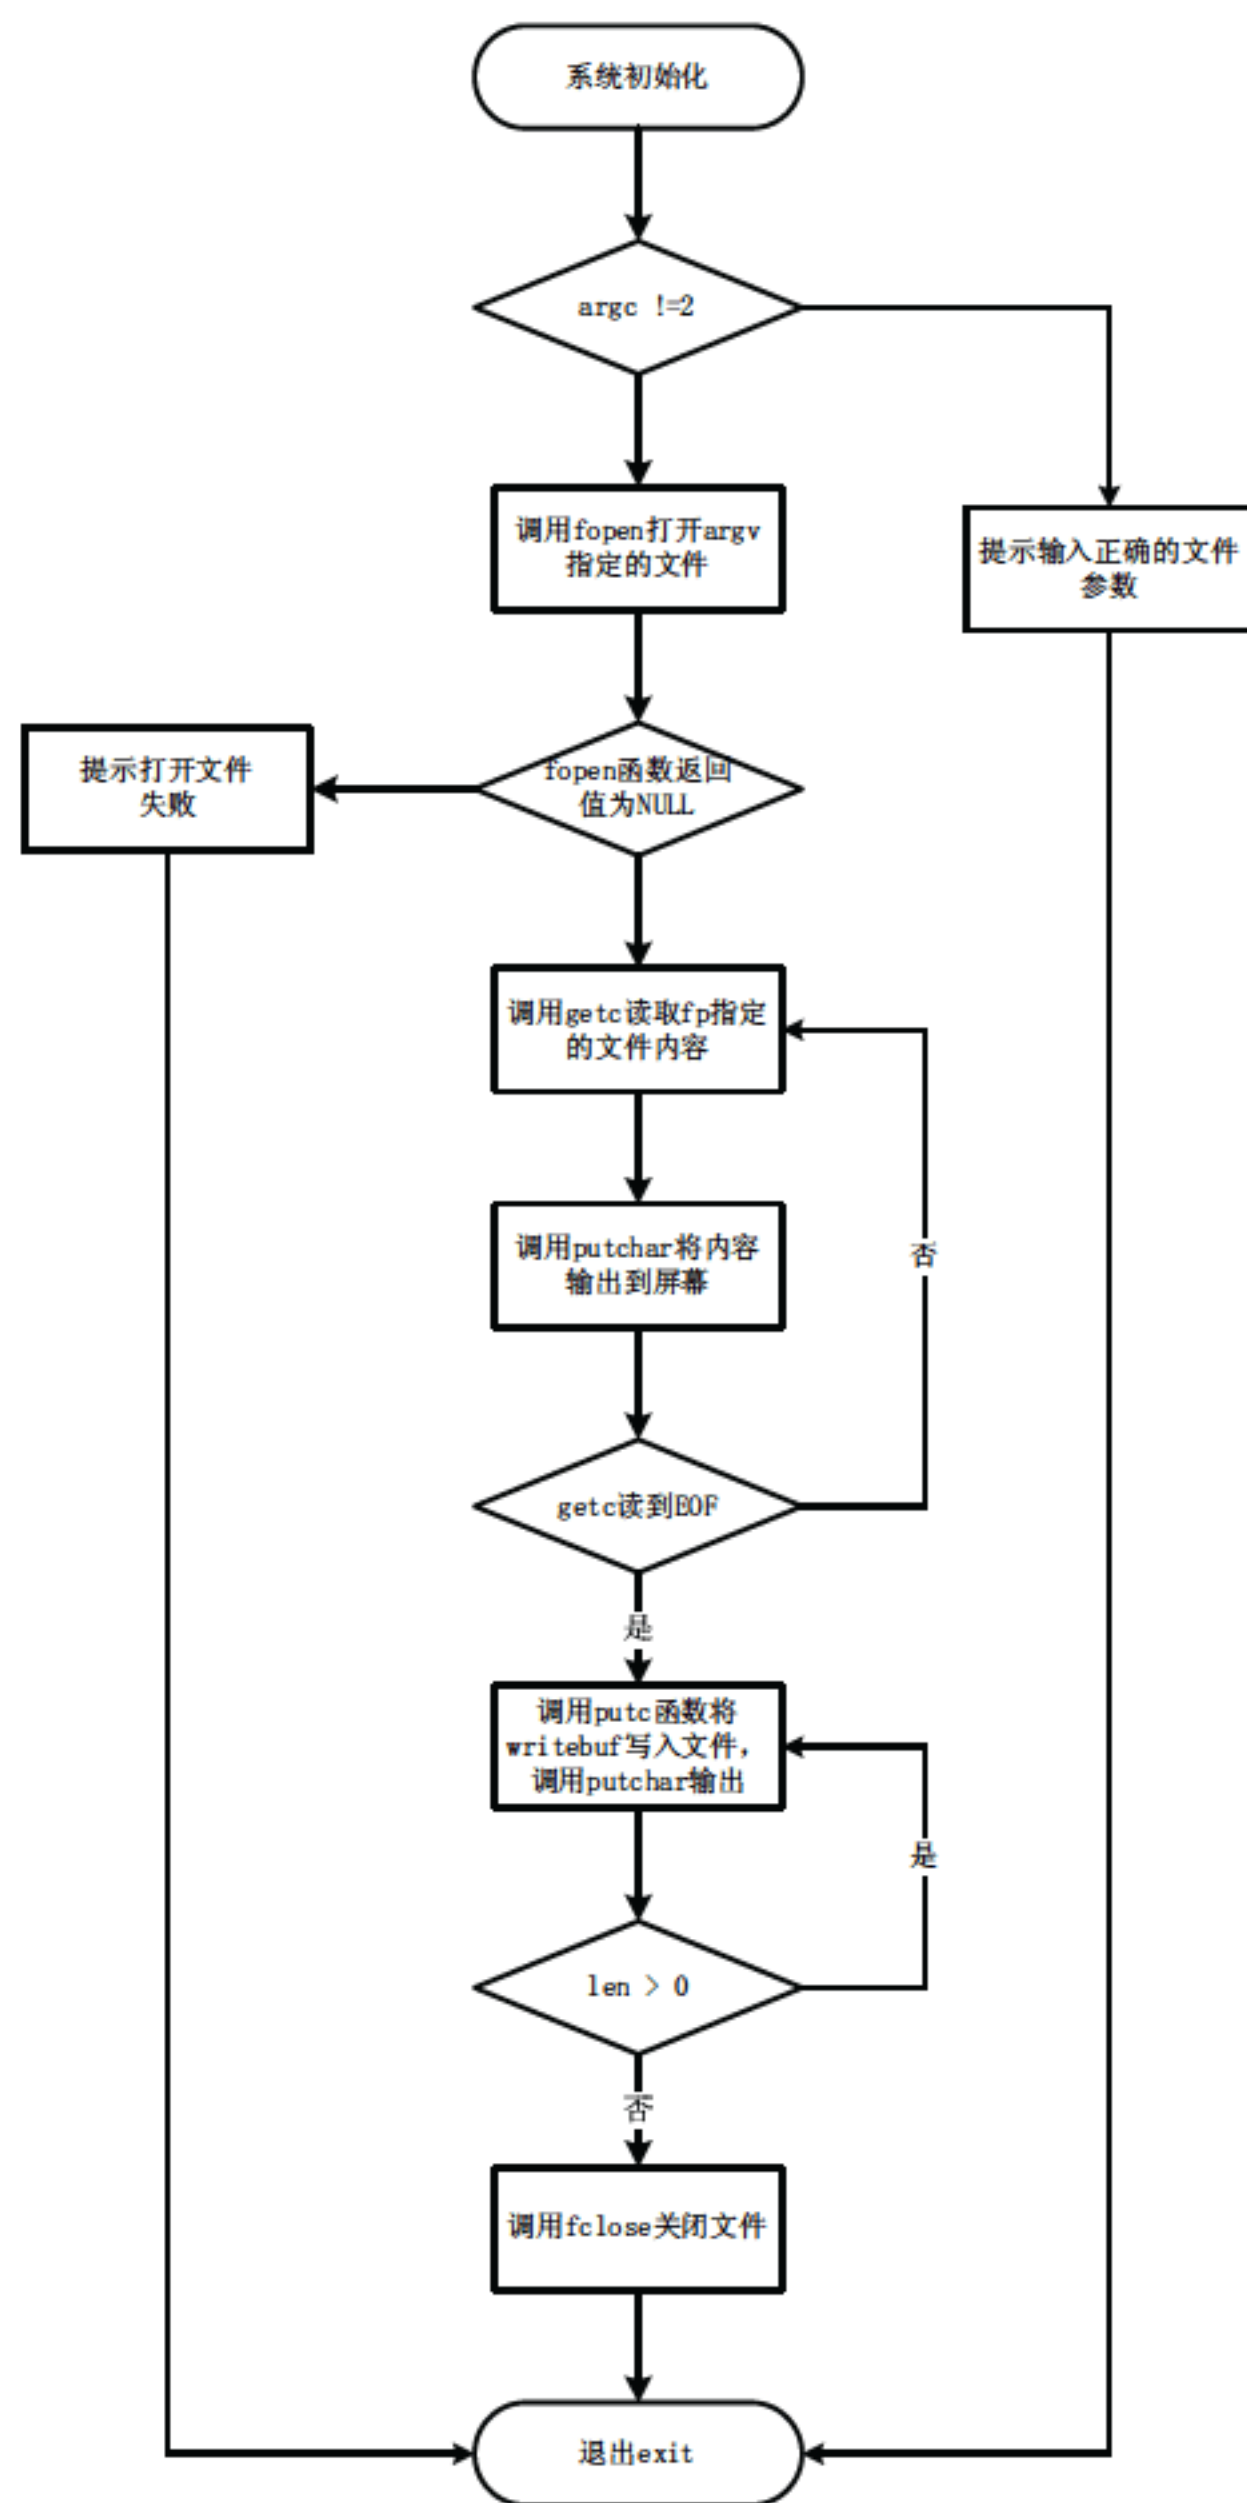 系统初始化
argc !=2
调用fopen打开argv
指定的文件
提示输入正确的文件
参数
fopen函数返回
值为NULL
提示打开文件
失败
调用getc读取fp指定
的文件内容
调用putchar将内容
输出到屏幕
否
getc读到EOF
是
调用putc函数将
writebuf写入文件，
调用putchar输出
是
len > 0
否
调用fclose关闭文件
退出exit